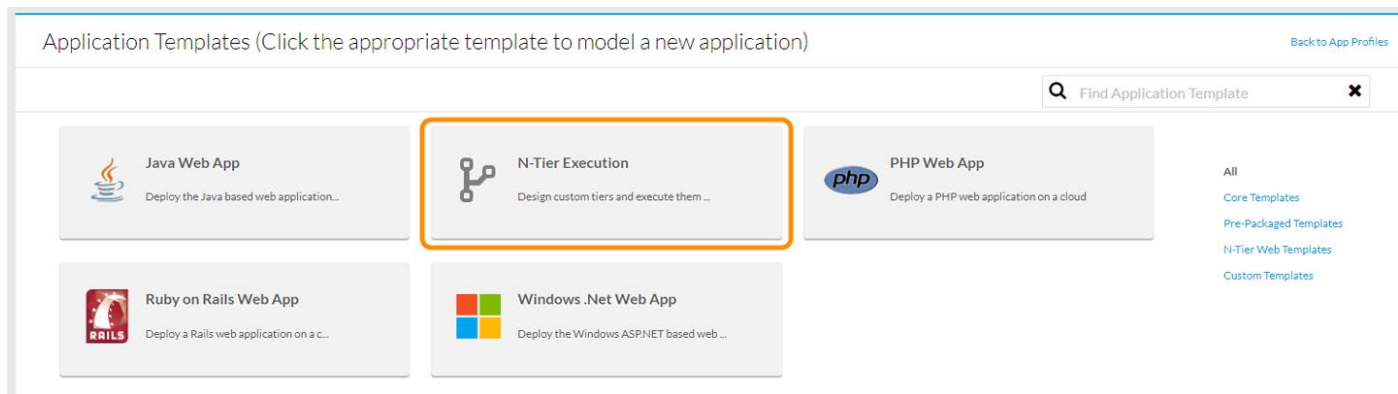 Application Templates (Click the appropriate template to model a new application)
Back to App Profiles
Find Application Template
Java Web App
Deploy the Java based web application...
N-Tier Execution
Design custom tiers and execute them ...
php
PHP Web App
Deploy a PHP web application on a cloud
All
Core Templates
Pre-Packaged Templates
N-Tier Web Templates
Custom Templates
RAILS
Ruby on Rails Web App
Deploy a Rails web application on a c...
Windows .Net Web App
Deploy the Windows ASP.NET based web ...